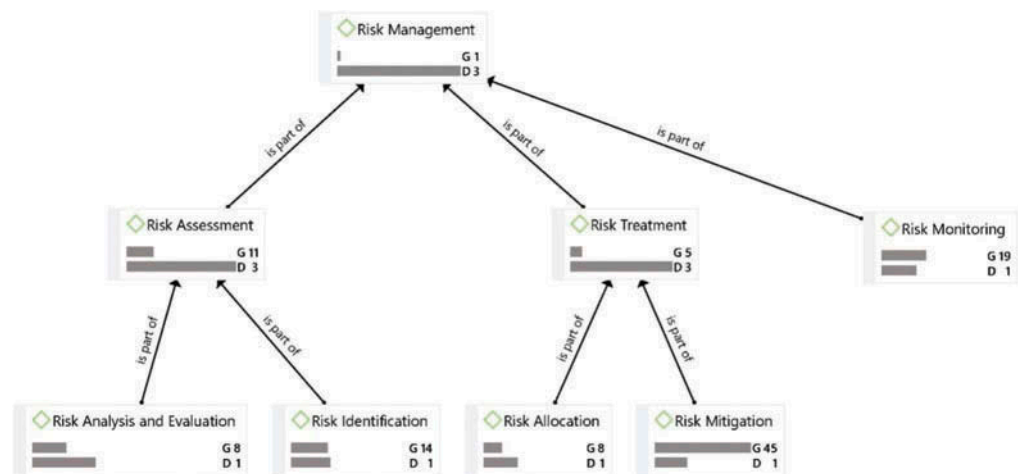 Risk Management
G 1
D 3
is part of
is part of
is part of
Risk Assessment
G 11
D 3
Risk Treatment
G 5
D 3
Risk Monitoring
G 19
D 1
is part of
is part of
is part of
is part of
Risk Analysis and Evaluation
G 8
D 1
Risk Identification
G 14
D 1
Risk Allocation
G 8
D 1
Risk Mitigation
G 45
D 1